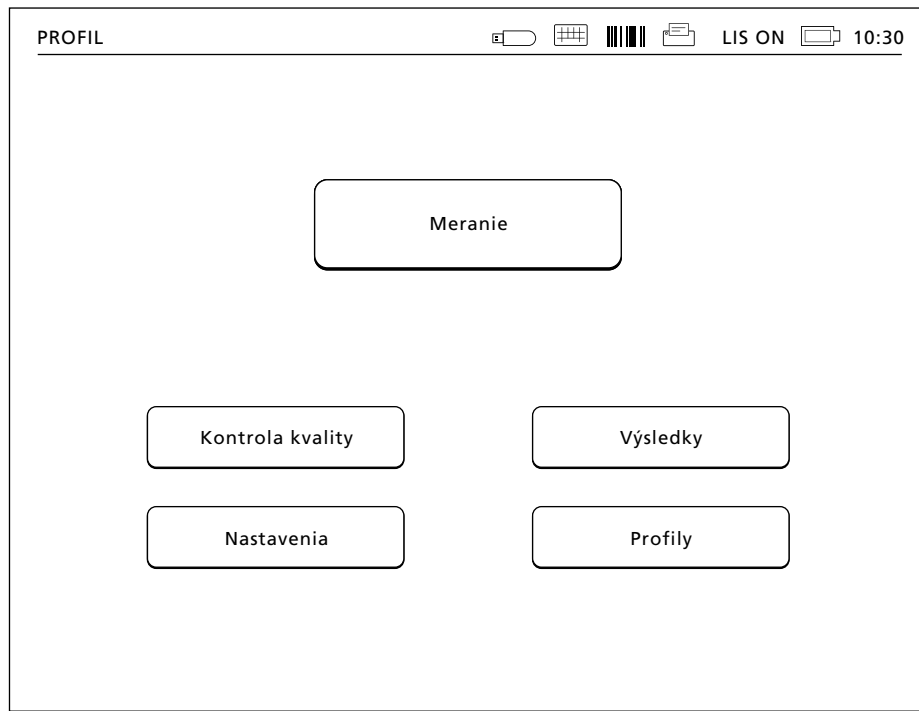 PROFIL LIS ON 10:30
Meranie
Kontrola kvality Výsledky
Nastavenia Profily